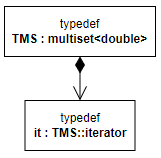 typedef
TMS : multiset<double>
typedef
it : TMS::iterator